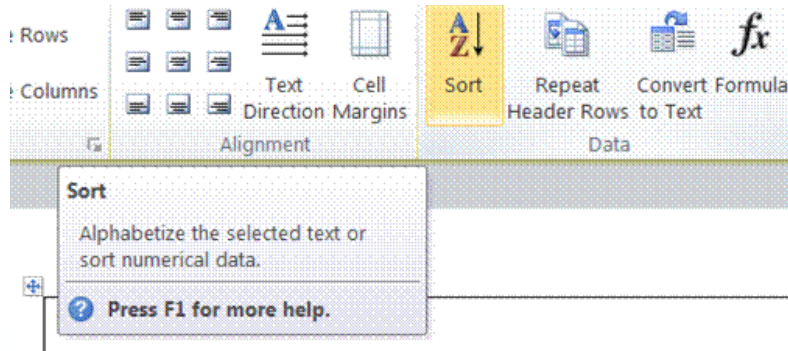 : Rows
: Columns
Text
Direction
Cell
Margins
Alignment
A
Z
Sort
Repeat
Header Rows
Convert
to Text
fx
Formula
Data
Sort
Alphabetize the selected text or
sort numerical data.
Press F1 for more help.